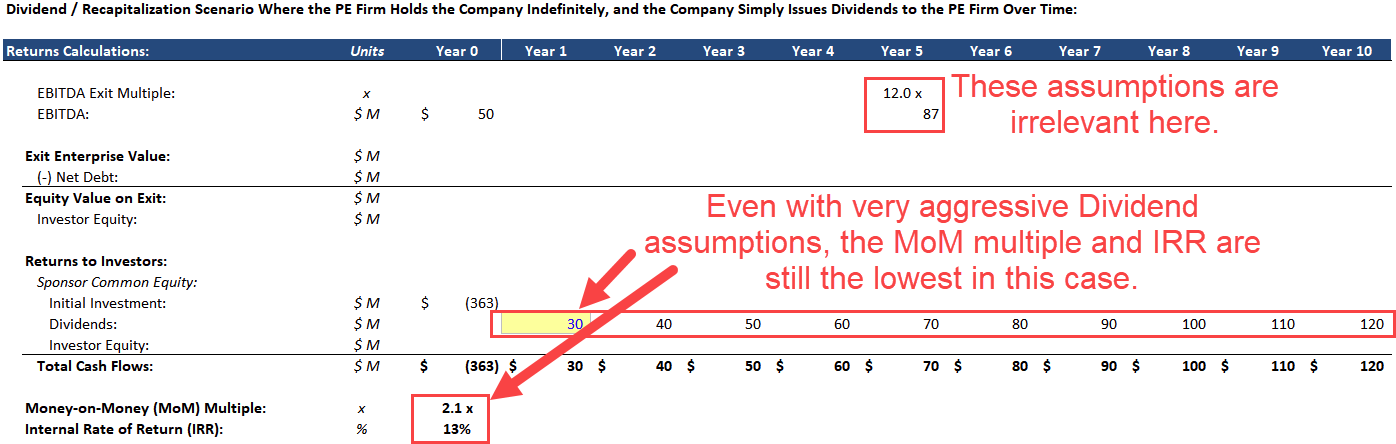 Dividend / Recapitalization Scenario Where the PE Firm Holds the Company Indefinitely, and the Company Simply Issues Dividends to the PE Firm Over Time:
Returns Calculations: Units Year 0 Year 1 Year 2 Year 3 Year 4 Year 5 Year 6 Year 7 Year 8 Year 9 Year 10
EBITDA Exit Multiple: x 12.0 x
EBITDA: $ M $ 50 87
These assumptions are
irrelevant here.
Exit Enterprise Value: $ M
(-) Net Debt: $ M
Equity Value on Exit: $ M
Investor Equity: $ M
Even with very aggressive Dividend
assumptions, the MoM multiple and IRR are
still the lowest in this case.
Returns to Investors:
Sponsor Common Equity:
Initial Investment: $ M $ (363)
Dividends: $ M 30 40 50 60 70 80 90 100 110 120
Investor Equity: $ M
Total Cash Flows: $ M $ (363) $ 30 $ 40 $ 50 $ 60 $ 70 $ 80 $ 90 $ 100 $ 110 $ 120
Money-on-Money (MoM) Multiple: x 2.1 x
Internal Rate of Return (IRR): % 13%